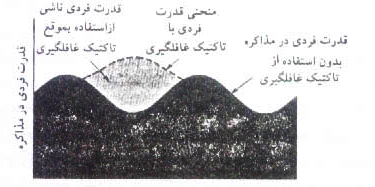 قدرت فردی ناشی
ازاستفاده بموقع
تاکتیک غافلگیری
منحنی قدرت
فردی با
تاکتیک غافلگیری
قدرت فردی در مذاکره
بدون استفاده از
تاکتیک غافلگیری
قدرت فردی در مذاکره